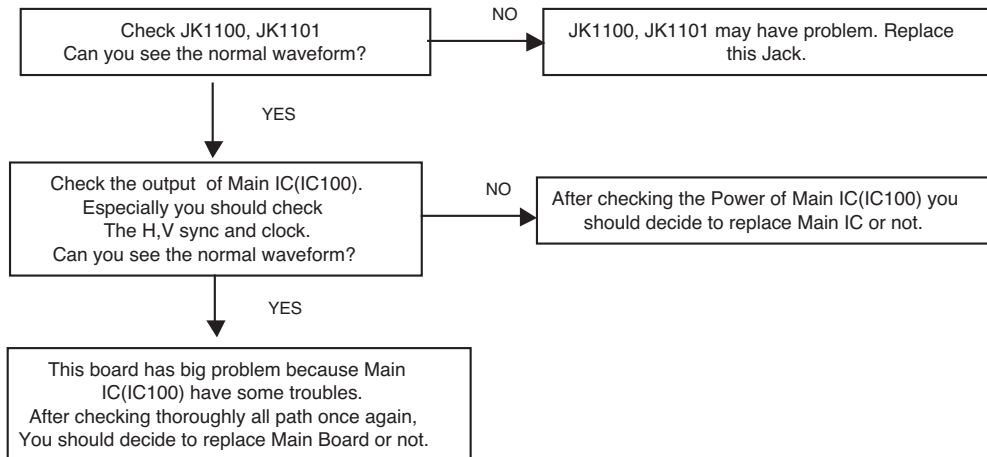 Check JK1100, JK1101
Can you see the normal waveform?
NO
JK1100, JK1101 may have problem. Replace
this Jack.
YES
Check the output of Main IC(IC100).
Especially you should check
The H,V sync and clock.
Can you see the normal waveform?
NO
After checking the Power of Main IC(IC100) you
should decide to replace Main IC or not.
YES
This board has big problem because Main
IC(IC100) have some troubles.
After checking thoroughly all path once again,
You should decide to replace Main Board or not.